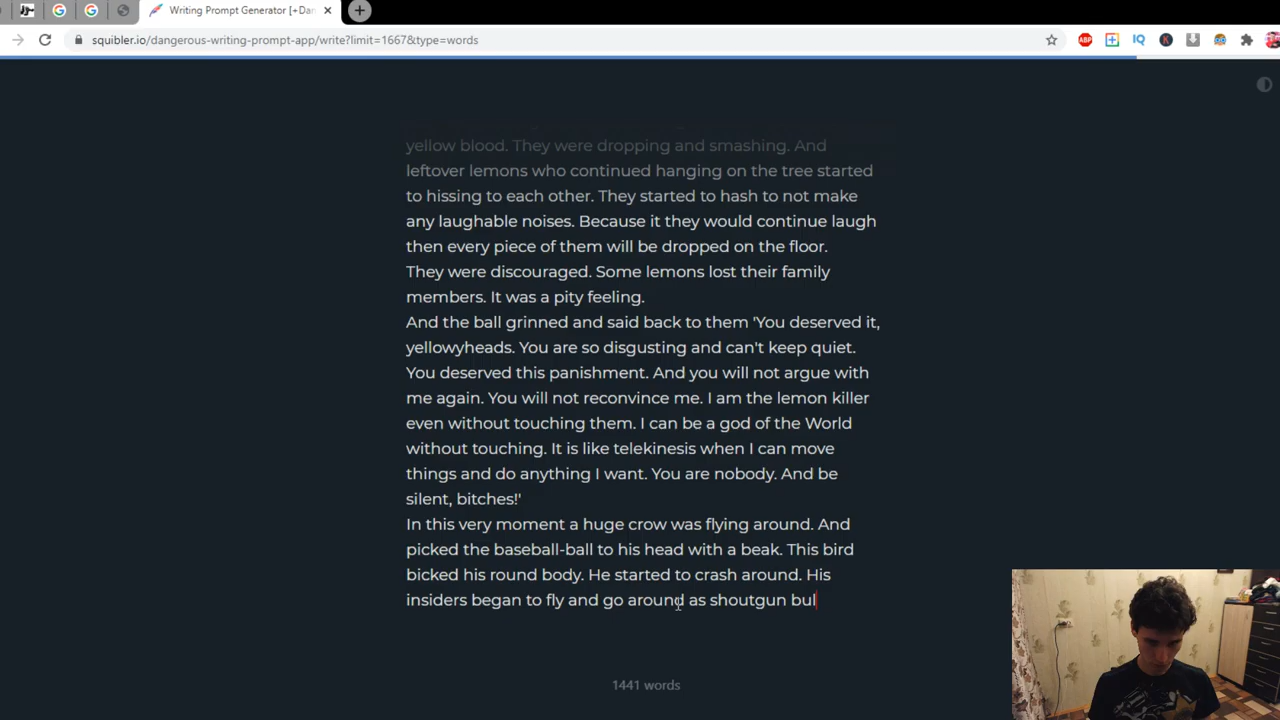 Writing Prompt Generator [+Dan
squibler.io/dangerous-writing-prompt-app/write?limit=1667&type=words
ABP
IQ
K
yellow blood. They were dropping and smashing. And
leftover lemons who continued hanging on the tree started
to hissing to each other. They started to hash to not make
any laughable noises. Because it they would continue laugh
then every piece of them will be dropped on the floor.
They were discouraged. Some lemons lost their family
members. It was a pity feeling.
And the ball grinned and said back to them 'You deserved it,
yellowyheads. You are so disgusting and can't keep quiet.
You deserved this panishment. And you will not argue with
me again. You will not reconvince me. I am the lemon killer
even without touching them. I can be a god of the World
without touching. It is like telekinesis when I can move
things and do anything I want. You are nobody. And be
silent, bitches!'
In this very moment a huge crow was flying around. And
picked the baseball-ball to his head with a beak. This bird
bicked his round body. He started to crash around. His
insiders began to fly and go around as shoutgun bul
1441 words